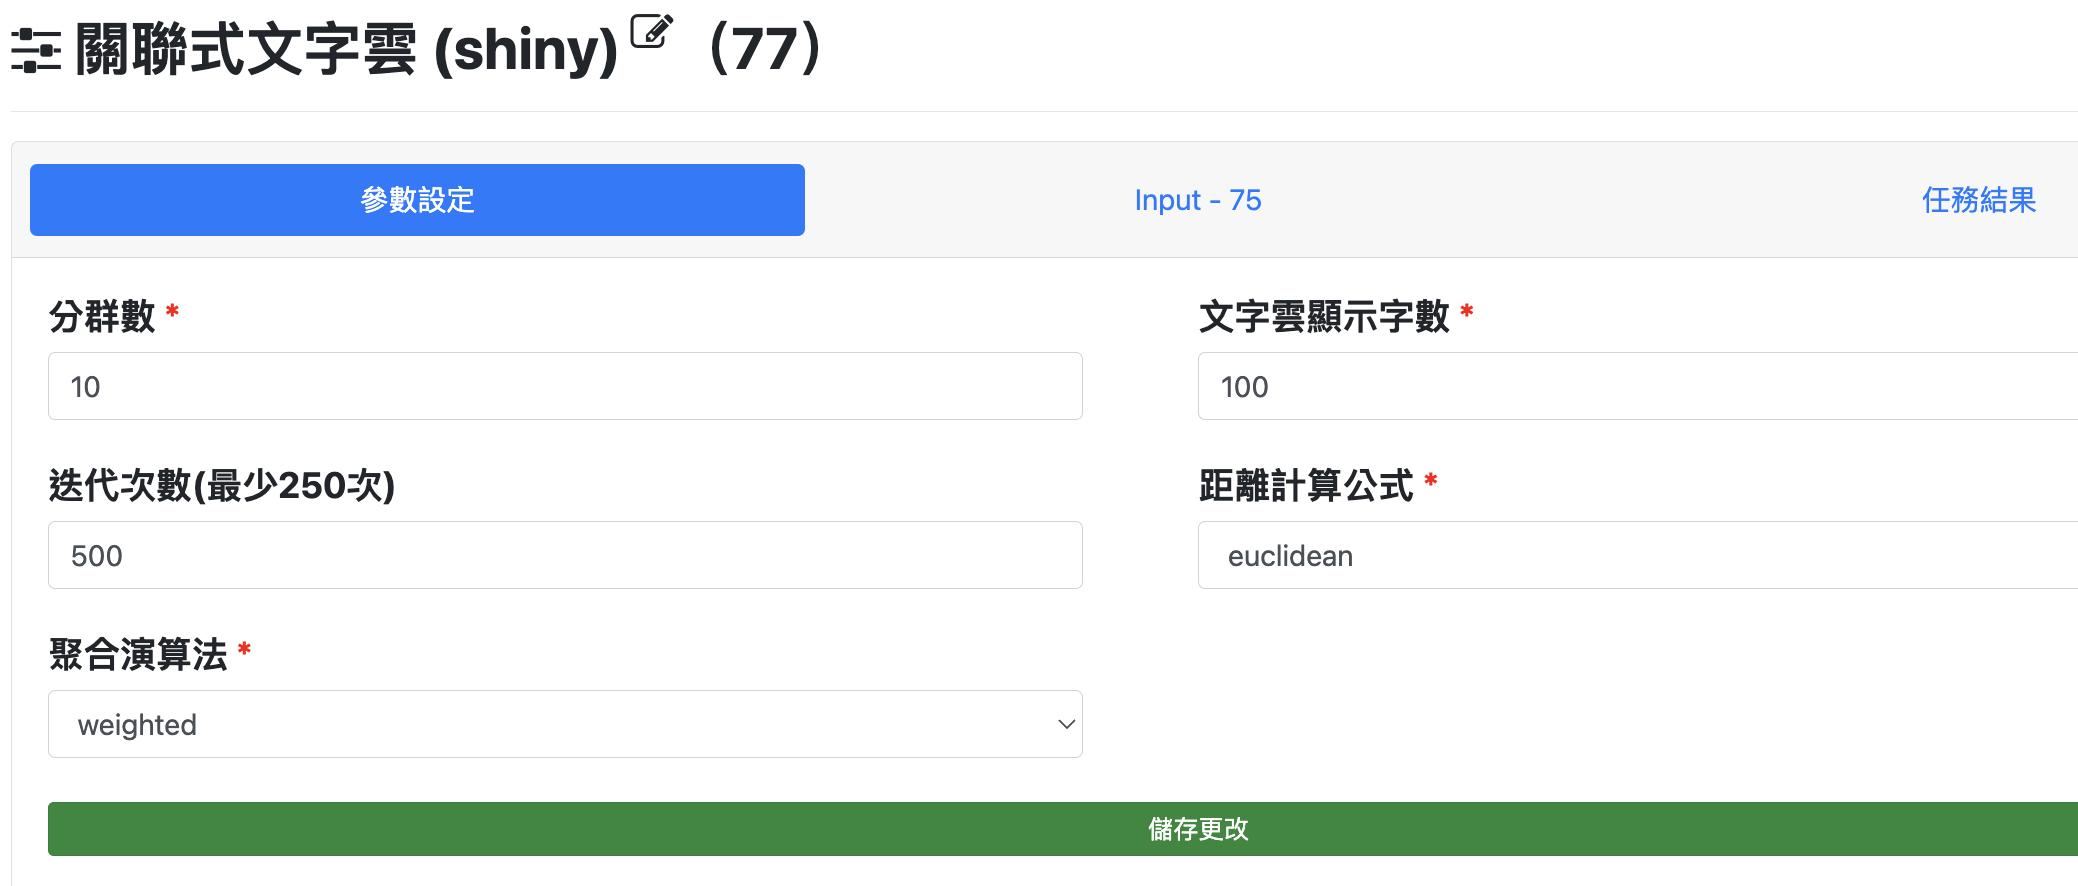 關聯式文字雲 (shiny)（77）
參數設定
Input - 75
任務結果
分群數 *
文字雲顯示字數 *
10
100
迭代次數(最少250次)
距離計算公式 *
500
euclidean
聚合演算法 *
weighted
儲存更改